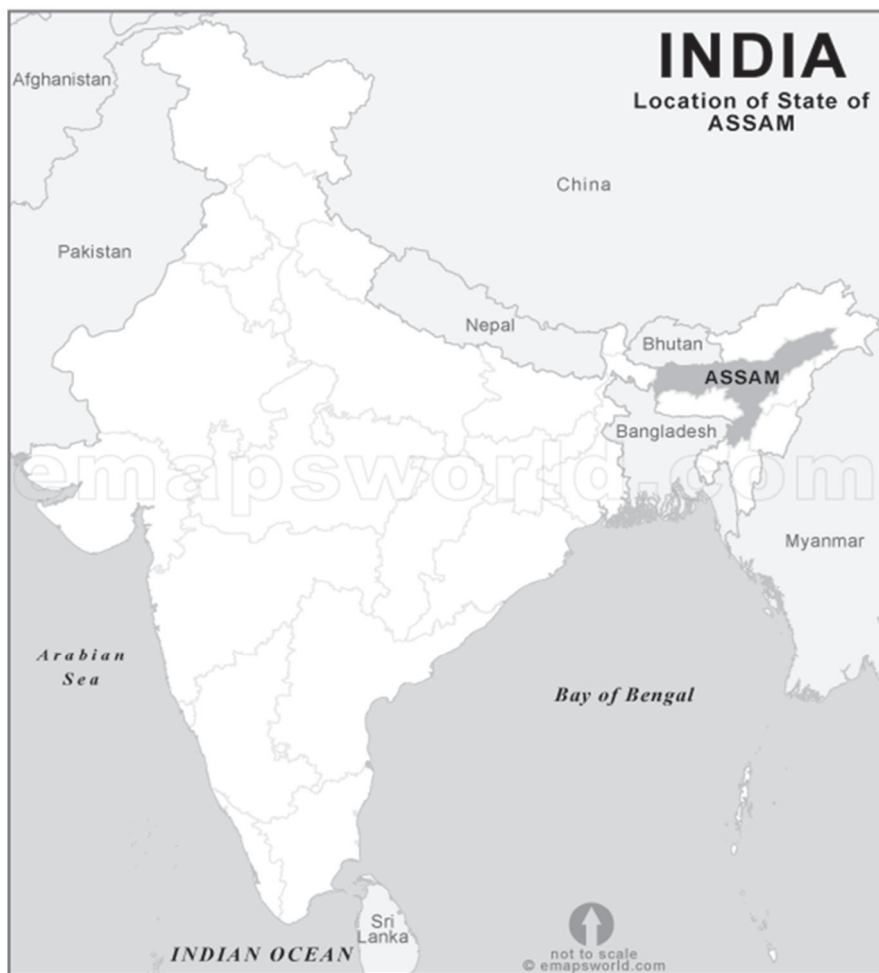 INDIA
Location of State of
ASSAM
Afghanistan
China
Pakistan
Nepal
Bhutan
ASSAM
Bangladesh
emapsworld.com
Myanmar
Arabian
Sea
Bay of Bengal
Sri
Lanka
INDIAN OCEAN
not to scale
© emapsworld.com